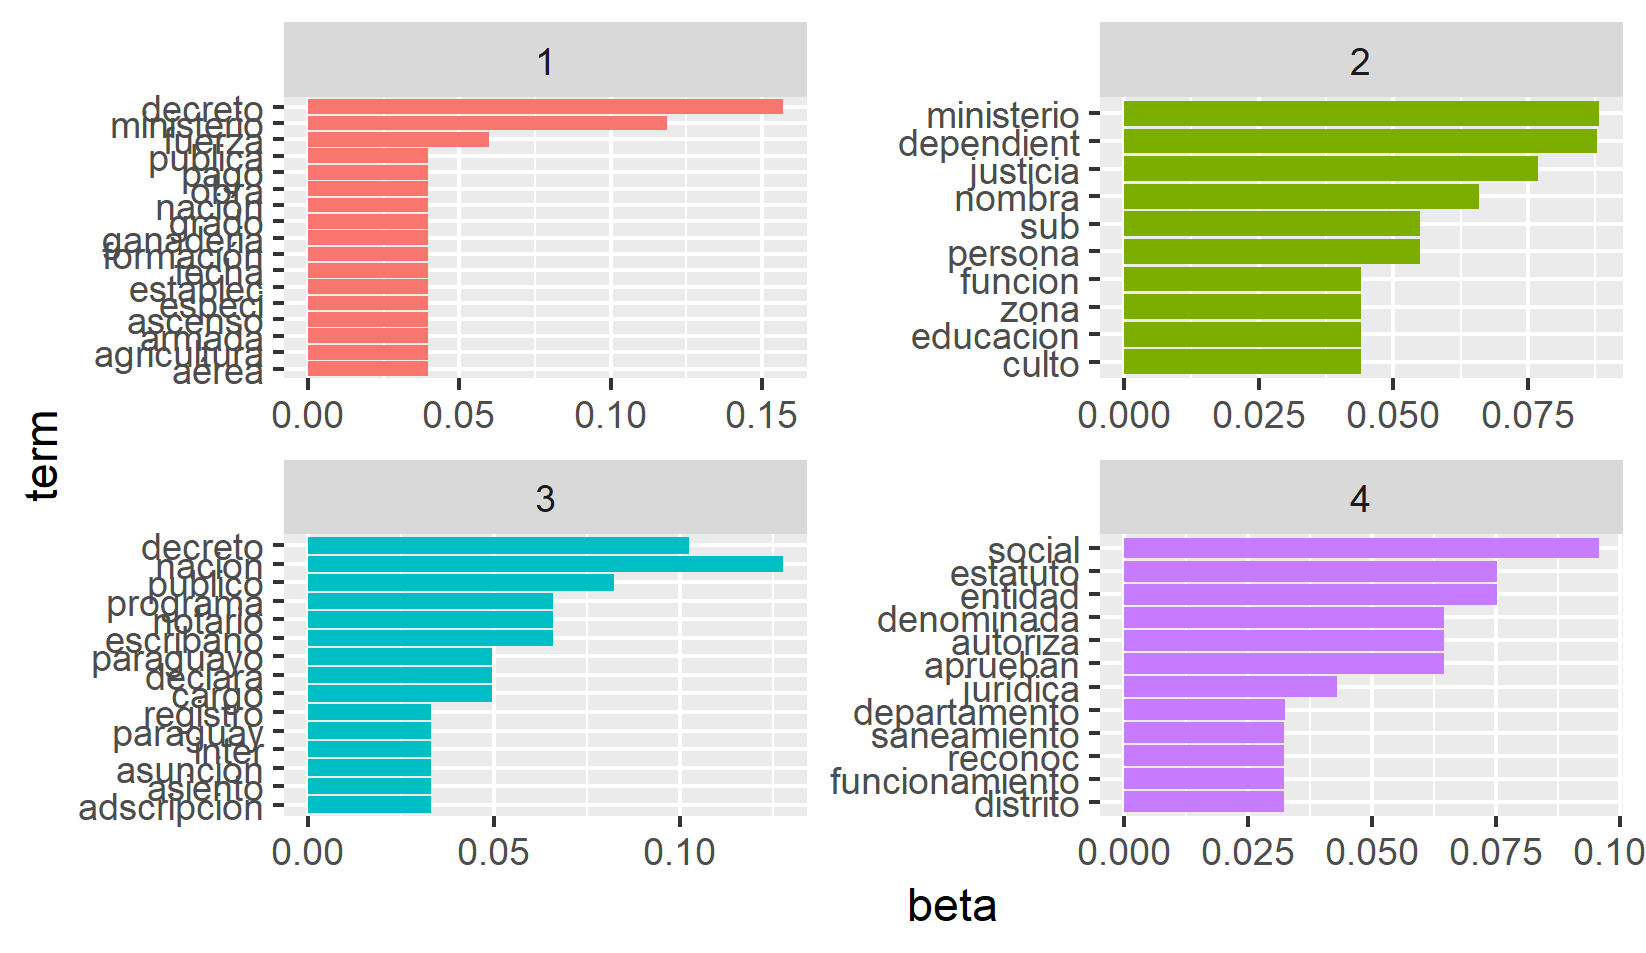 1
decreto
ministerio
fuerza
publica
pago
obra
nacion
grado
ganaderia
formación
fecha
establec
especi
ascenso
armada
agricultura
aerea
0.00 0.05 0.10 0.15
2
ministerio
dependient
justicia
nombra
sub
persona
funcion
zona
educacion
culto
0.000 0.025 0.050 0.075
term
3
decreto
nacion
publico
programa
notario
escribano
paraguayo
declara
cargo
registro
paraguay
inter
asuncion
asiento
adscripcion
0.00 0.05 0.10
4
social
estatuto
entidad
denominada
autoriza
aprueban
jurídica
departamento
saneamiento
reconoc
funcionamiento
distrito
0.000 0.025 0.050 0.075 0.10
beta